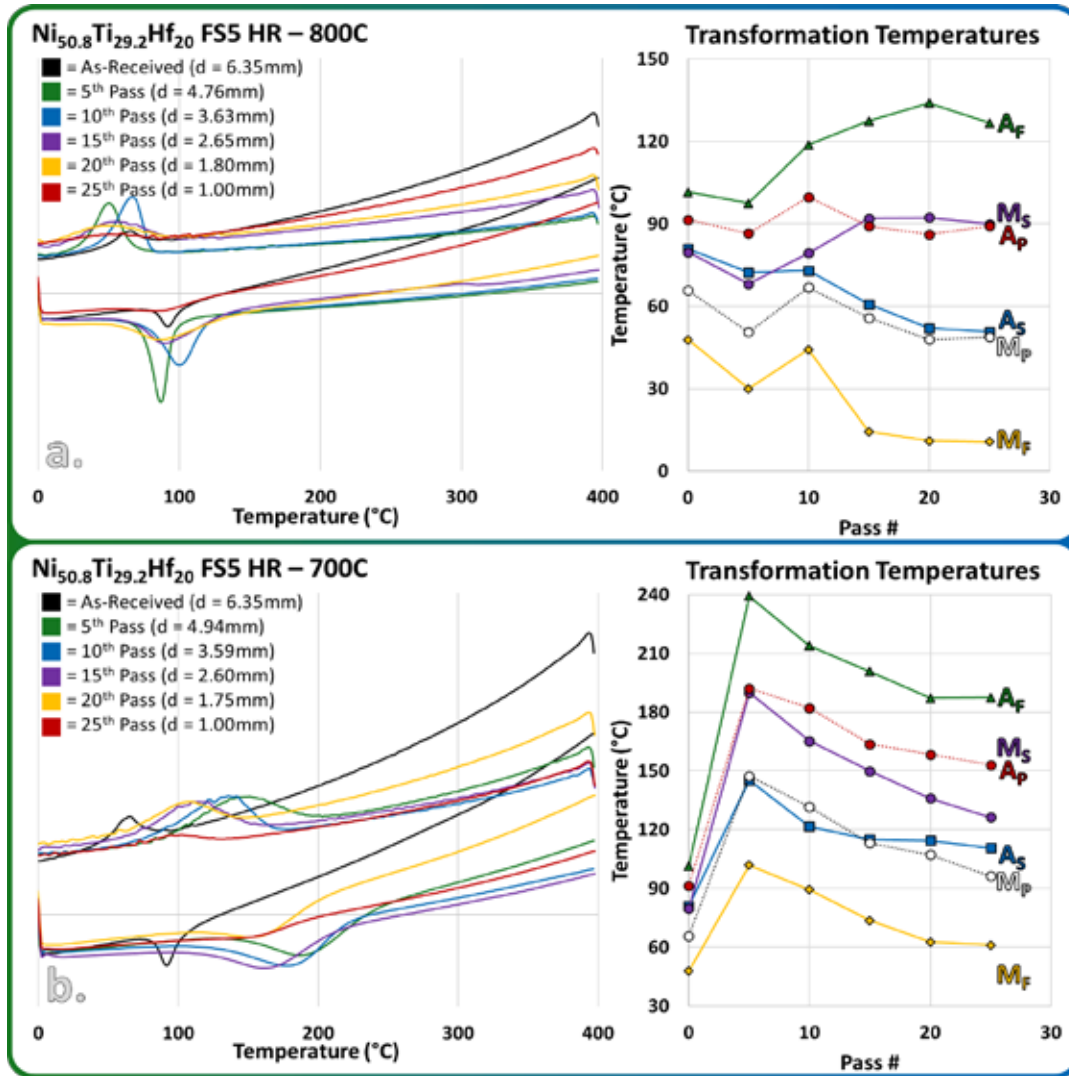 Ni50.8Ti29.2Hf20 FS5 HR – 800C
= As-Received (d = 6.35mm)
= 5th Pass (d = 4.76mm)
= 10th Pass (d = 3.63mm)
= 15th Pass (d = 2.65mm)
= 20th Pass (d = 1.80mm)
= 25th Pass (d = 1.00mm)
a.
0 100 200 300 400
Temperature (°C)
Transformation Temperatures
150
120
90
60
30
0
Temperature (°C)
AF
MS
AP
AS
MP
MF
0 10 20 30
Pass #
Ni50.8Ti29.2Hf20 FS5 HR – 700C
= As-Received (d = 6.35mm)
= 5th Pass (d = 4.94mm)
= 10th Pass (d = 3.59mm)
= 15th Pass (d = 2.60mm)
= 20th Pass (d = 1.75mm)
= 25th Pass (d = 1.00mm)
b.
0 100 200 300 400
Temperature (°C)
Transformation Temperatures
240
210
180
150
120
90
60
30
Temperature (°C)
AF
MS
AP
AS
MP
MF
0 10 20 30
Pass #